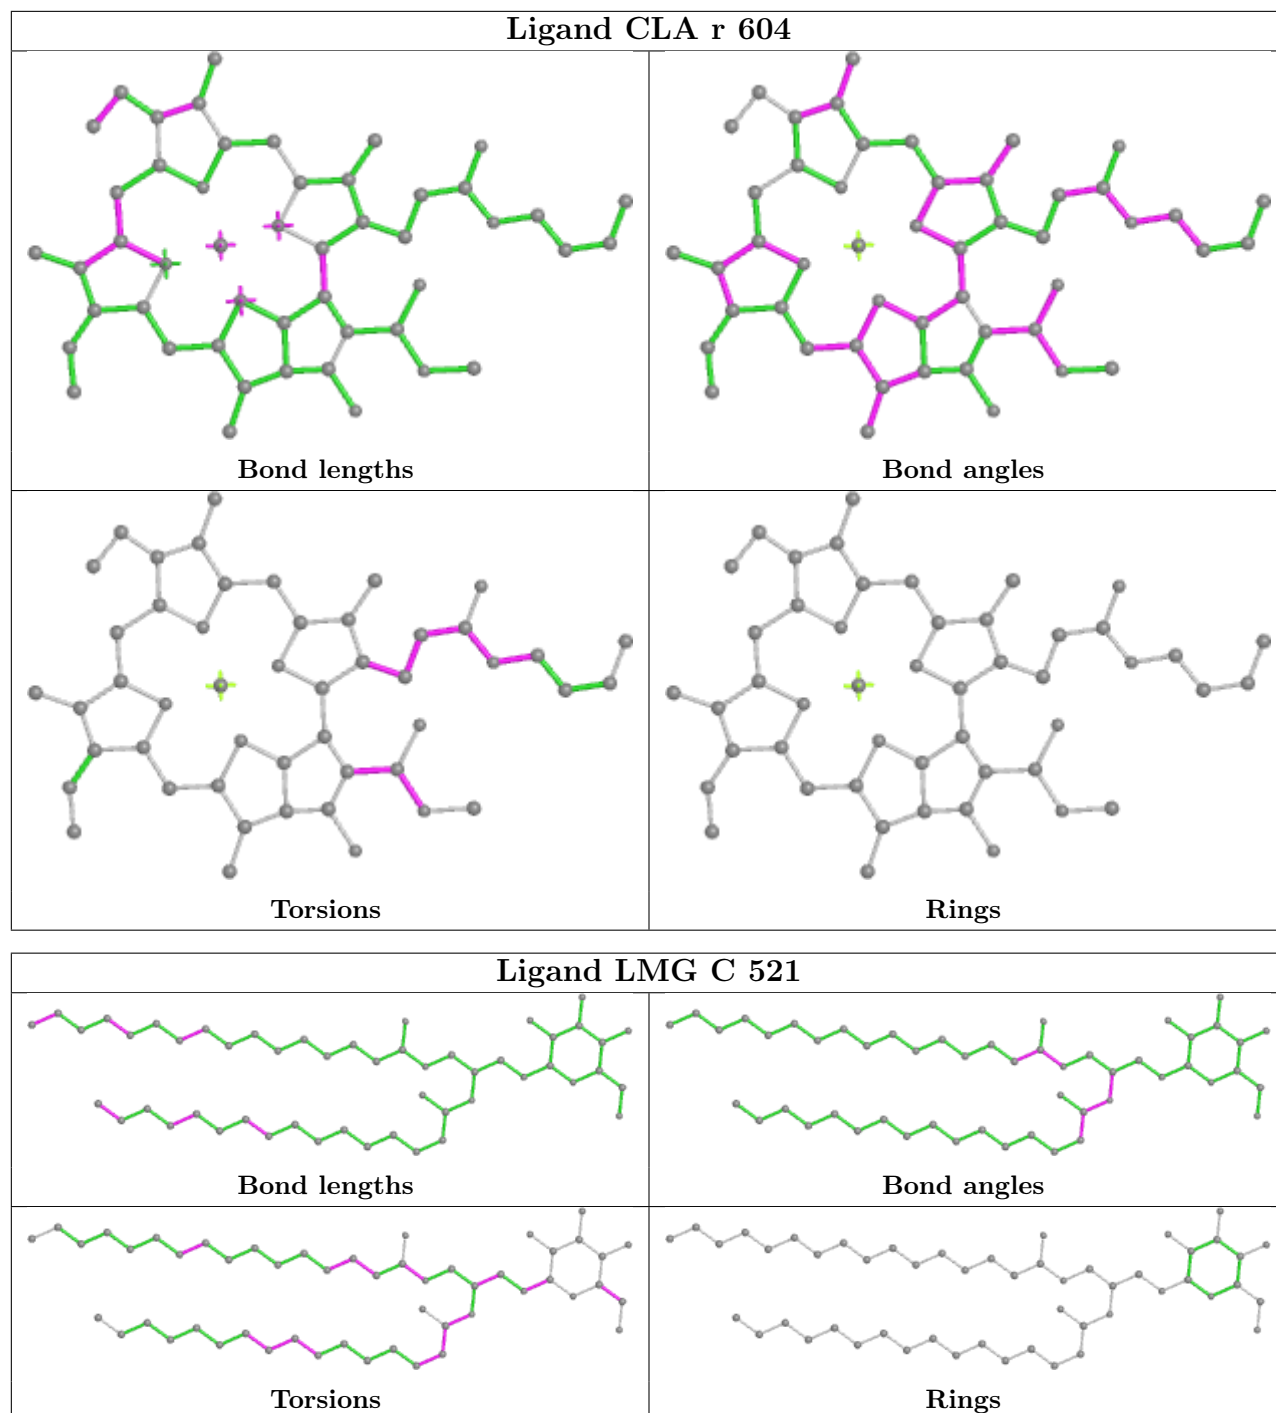 Ligand CLA r 604
Bond lengths
Bond angles
Torsions
Rings
Ligand LMG C 521
Bond lengths
Bond angles
Torsions
Rings